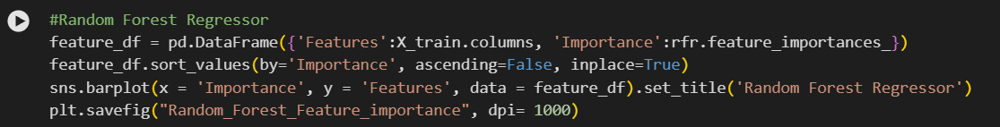 #Random Forest Regressor
feature_df = pd.DataFrame({'Features':X_train.columns, 'Importance':rfr.feature_importances_})
feature_df.sort_values(by='Importance', ascending=False, inplace=True)
sns.barplot(x = 'Importance', y = 'Features', data = feature_df).set_title('Random Forest Regressor')
plt.savefig("Random_Forest_Feature_importance", dpi= 1000)